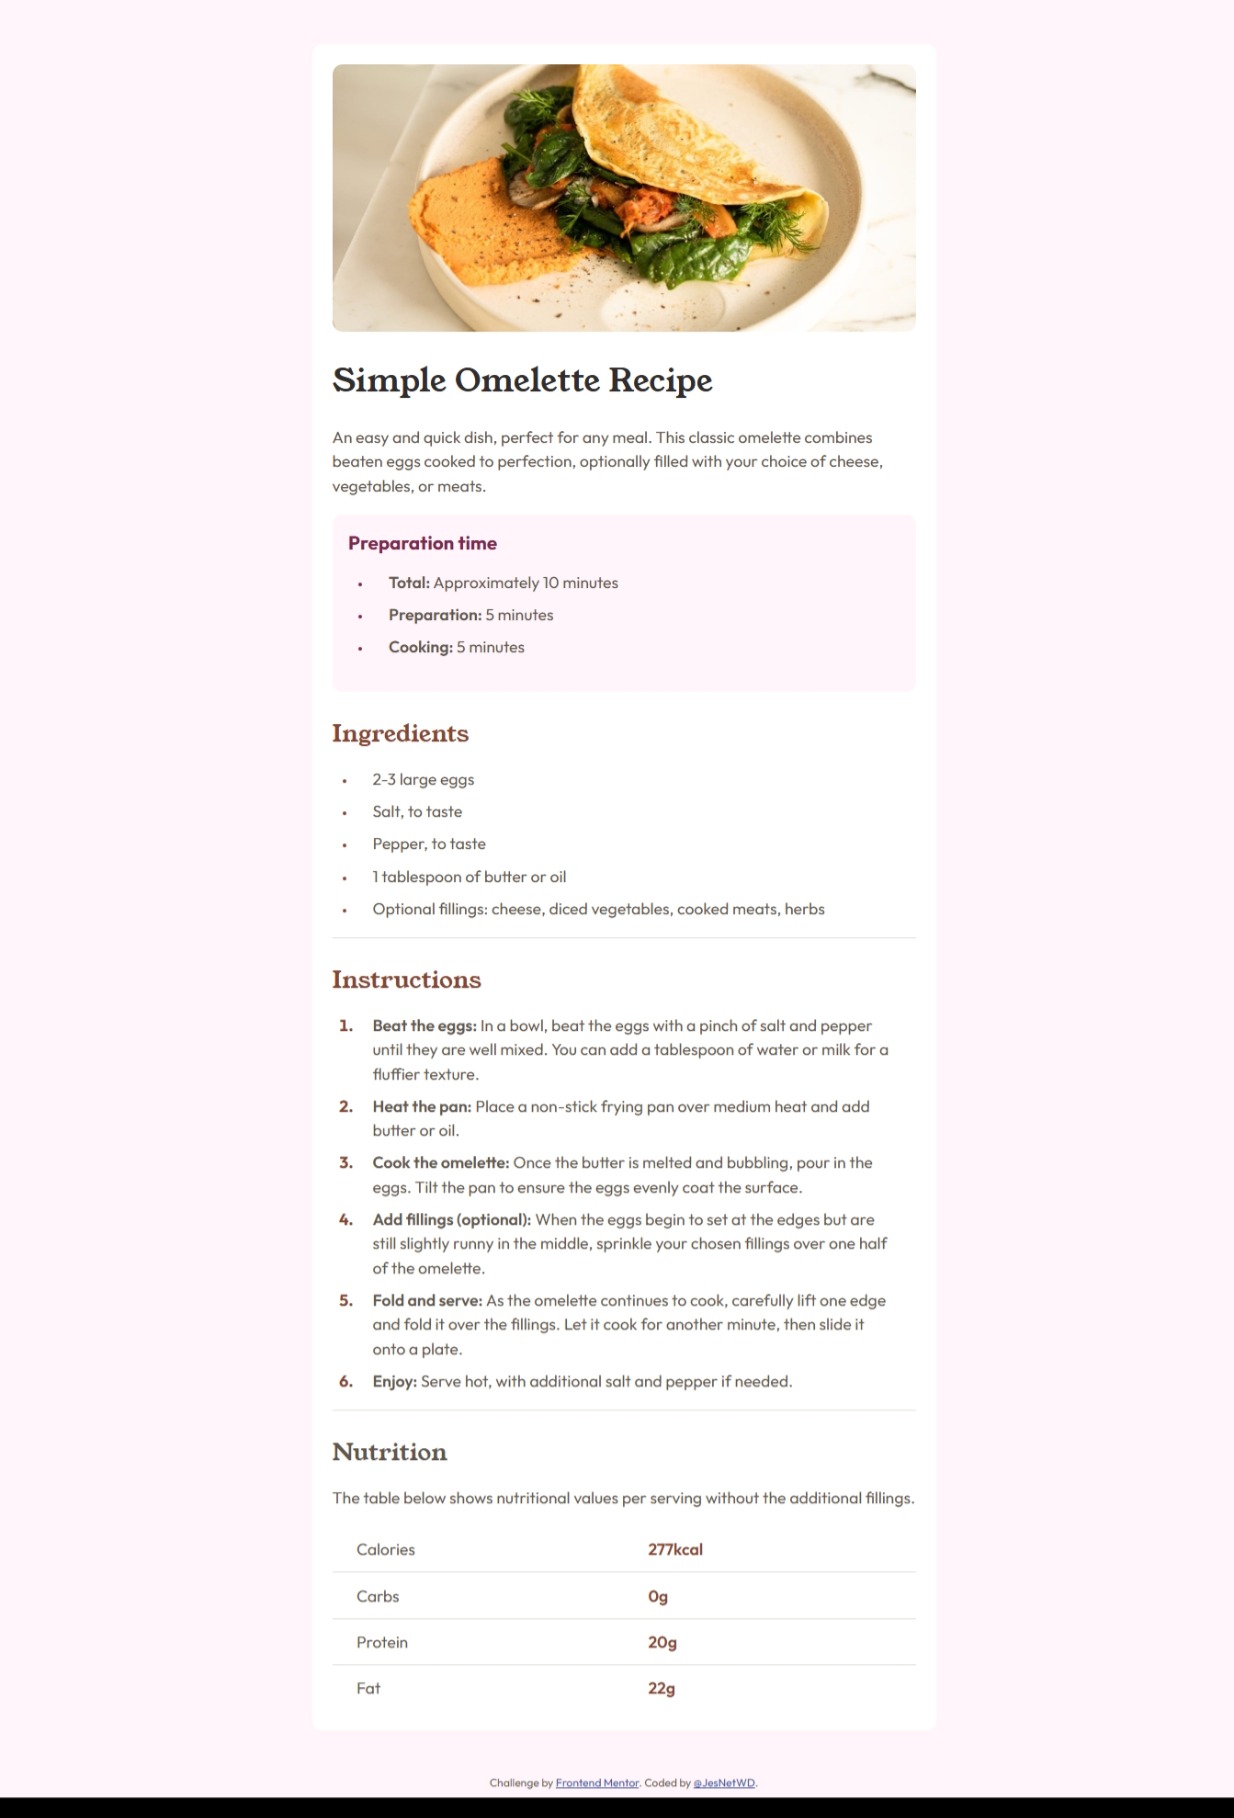 Simple Omelette Recipe
An easy and quick dish, perfect for any meal. This classic omelette combines
beaten eggs cooked to perfection, optionally filled with your choice of cheese,
vegetables, or meats.
Preparation time
• Total: Approximately 10 minutes
• Preparation: 5 minutes
• Cooking: 5 minutes
Ingredients
• 2-3 large eggs
• Salt, to taste
• Pepper, to taste
• 1 tablespoon of butter or oil
• Optional fillings: cheese, diced vegetables, cooked meats, herbs
Instructions
1. Beat the eggs: In a bowl, beat the eggs with a pinch of salt and pepper
until they are well mixed. You can add a tablespoon of water or milk for a
fluffier texture.
2. Heat the pan: Place a non-stick frying pan over medium heat and add
butter or oil.
3. Cook the omelette: Once the butter is melted and bubbling, pour in the
eggs. Tilt the pan to ensure the eggs evenly coat the surface.
4. Add fillings (optional): When the eggs begin to set at the edges but are
still slightly runny in the middle, sprinkle your chosen fillings over one half
of the omelette.
5. Fold and serve: As the omelette continues to cook, carefully lift one edge
and fold it over the fillings. Let it cook for another minute, then slide it
onto a plate.
6. Enjoy: Serve hot, with additional salt and pepper if needed.
Nutrition
The table below shows nutritional values per serving without the additional fillings.
Calories 277kcal
Carbs 0g
Protein 20g
Fat 22g
Challenge by Frontend Mentor. Coded by @JesNetWD.